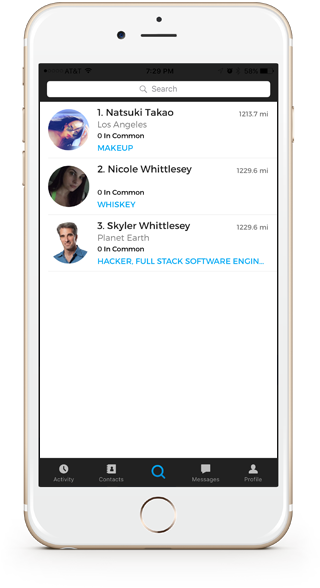 AT&T 7:29 PM 58%
Search
1. Natsuki Takao 1213.7 mi
Los Angeles
0 In Common
MAKEUP
2. Nicole Whittlesey 1229.6 mi
0 In Common
WHISKEY
3. Skyler Whittlesey 1229.6 mi
Planet Earth
0 In Common
HACKER, FULL STACK SOFTWARE ENGIN...
Activity Contacts Messages Profile